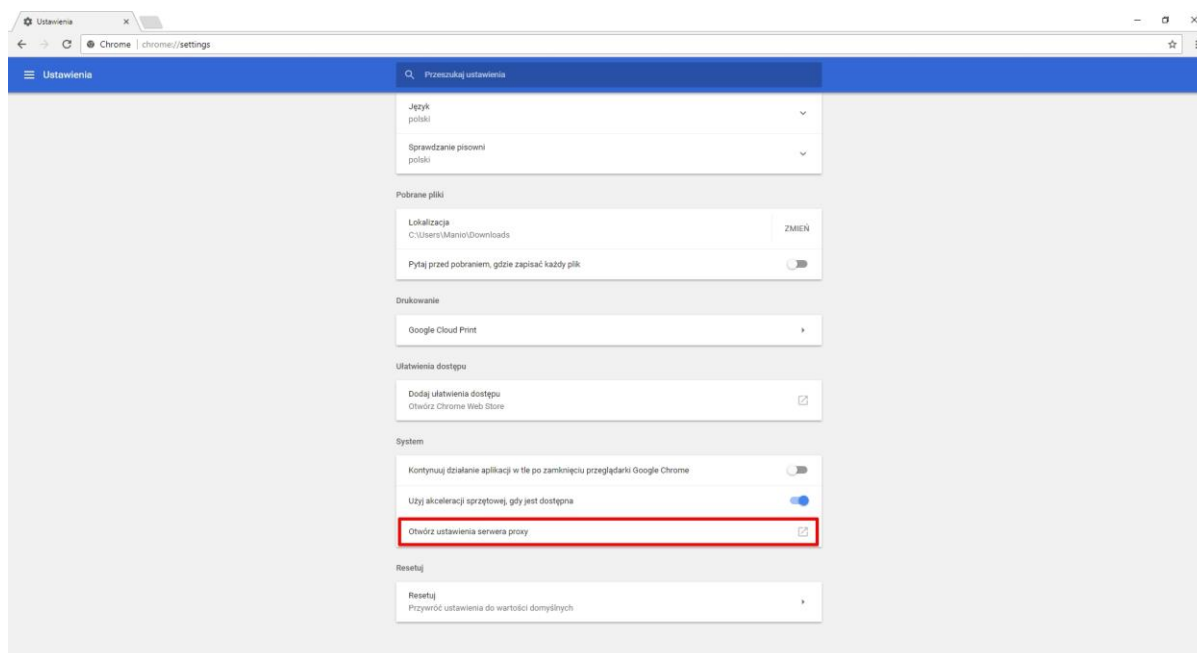 Ustawienia
Chrome | chrome://settings
Ustawienia
Przeszukaj ustawienia
Język
polski
Sprawdzanie pisowni
polski
Pobrane pliki
Lokalizacja
C:\Users\Manio\Downloads
ZMIEŃ
Pytaj przed pobraniem, gdzie zapisać każdy plik
Drukowanie
Google Cloud Print
Ułatwienia dostępu
Dodaj ułatwienia dostępu
Otwórz Chrome Web Store
System
Kontynuuj działanie aplikacji w tle po zamknięciu przeglądarki Google Chrome
Użyj akceleracji sprzętowej, gdy jest dostępna
Otwórz ustawienia serwera proxy
Resetuj
Resetuj
Przywróć ustawienia do wartości domyślnych